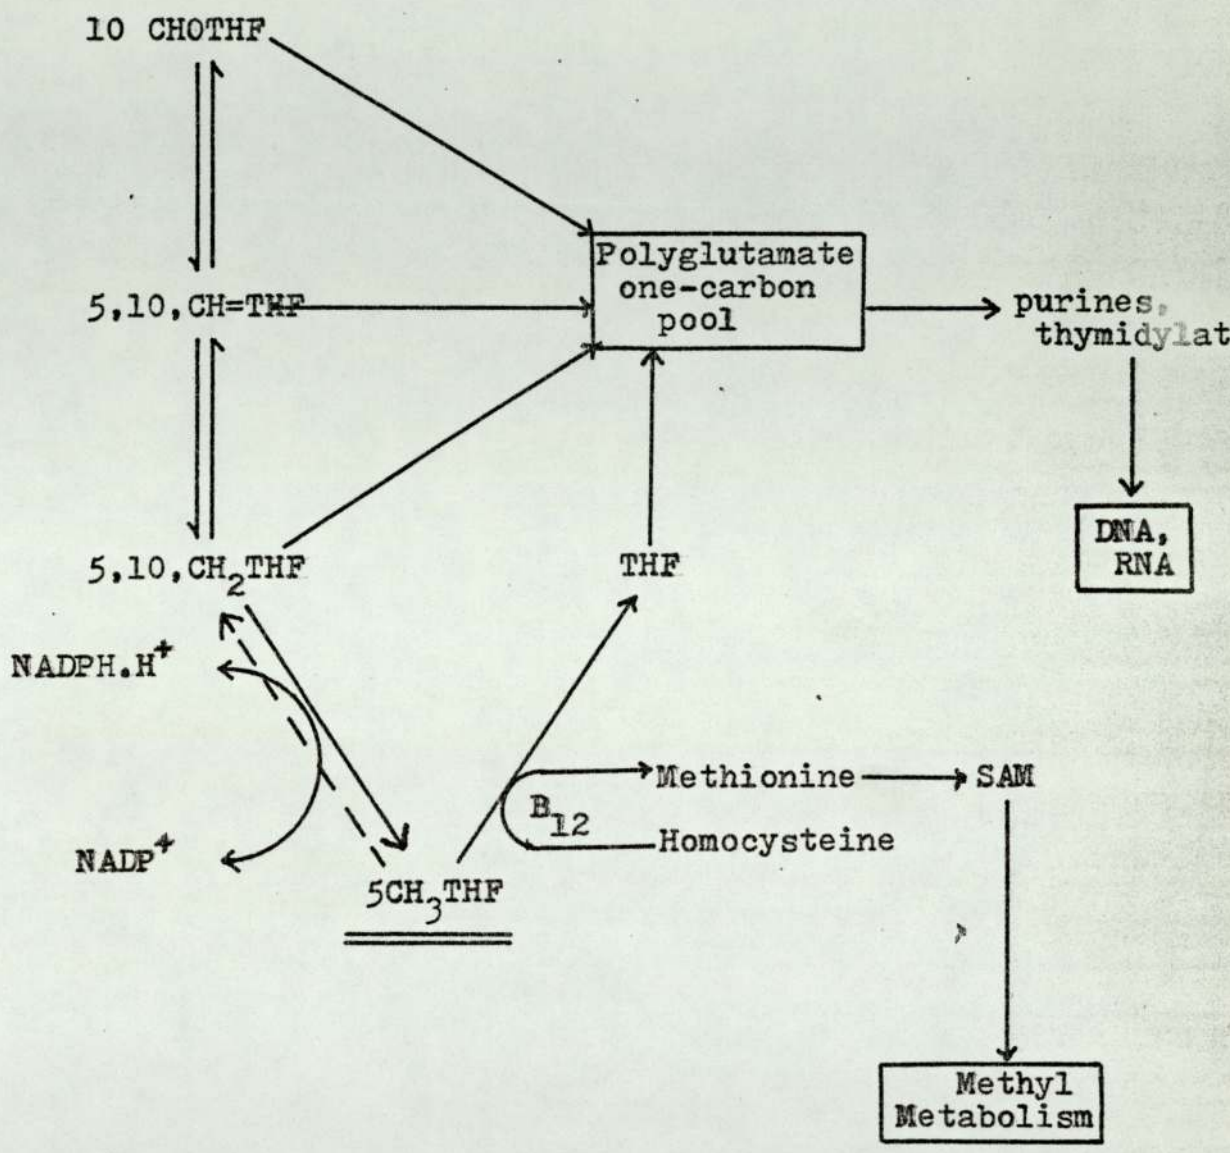 10 CHOTHF
Polyglutamate
one-carbon
pool
5,10,CH=THF
purines,
thymidylat
DNA,
RNA
5,10,CH₂THF
THF
NADPH.H⁺
Methionine
SAM
B₁₂
Homocysteine
NADP⁺
5CH₃THF
Methyl
Metabolism